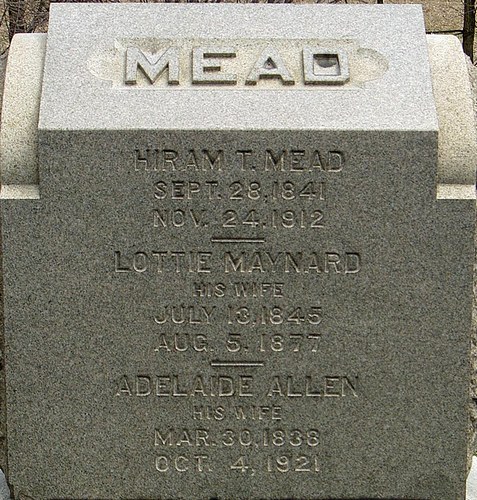 MEAD
HIRAM T. MEAD
SEPT. 28, 1841
NOV. 24, 1912
LOTTIE MAYNARD
HIS WIFE
JULY 13, 1845
AUG. 5, 1877
ADELAIDE ALLEN
HIS WIFE
MAR. 30, 1838
OCT. 4, 1921